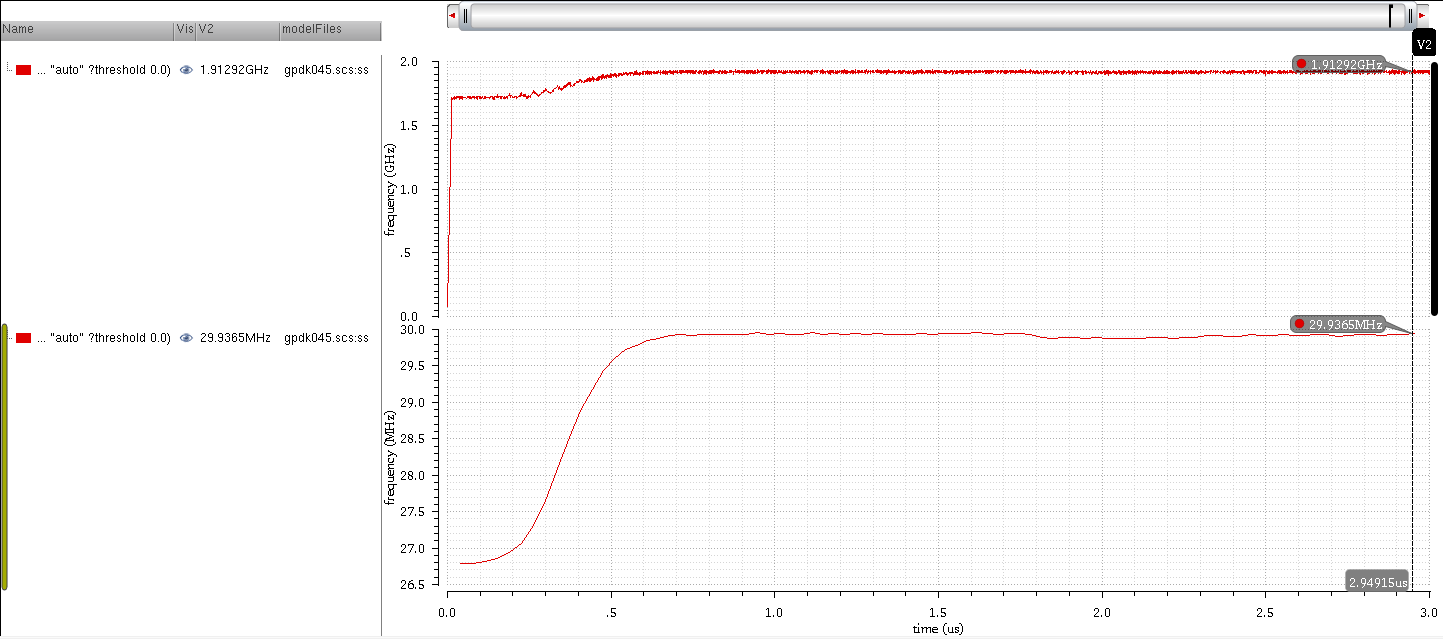 Name Vis V2 modelFiles
... "auto" ?threshold 0.0) 1.91292GHz gpdk045.scs:ss
... "auto" ?threshold 0.0) 29.9365MHz gpdk045.scs:ss
V2
2.0
1.5
1.0
.5
0.0
frequency (GHz)
1.91292GHz
30.0
29.5
29.0
28.5
28.0
27.5
27.0
26.5
frequency (MHz)
29.9365MHz
2.94915us
0.0 .5 1.0 1.5 2.0 2.5 3.0
time (us)